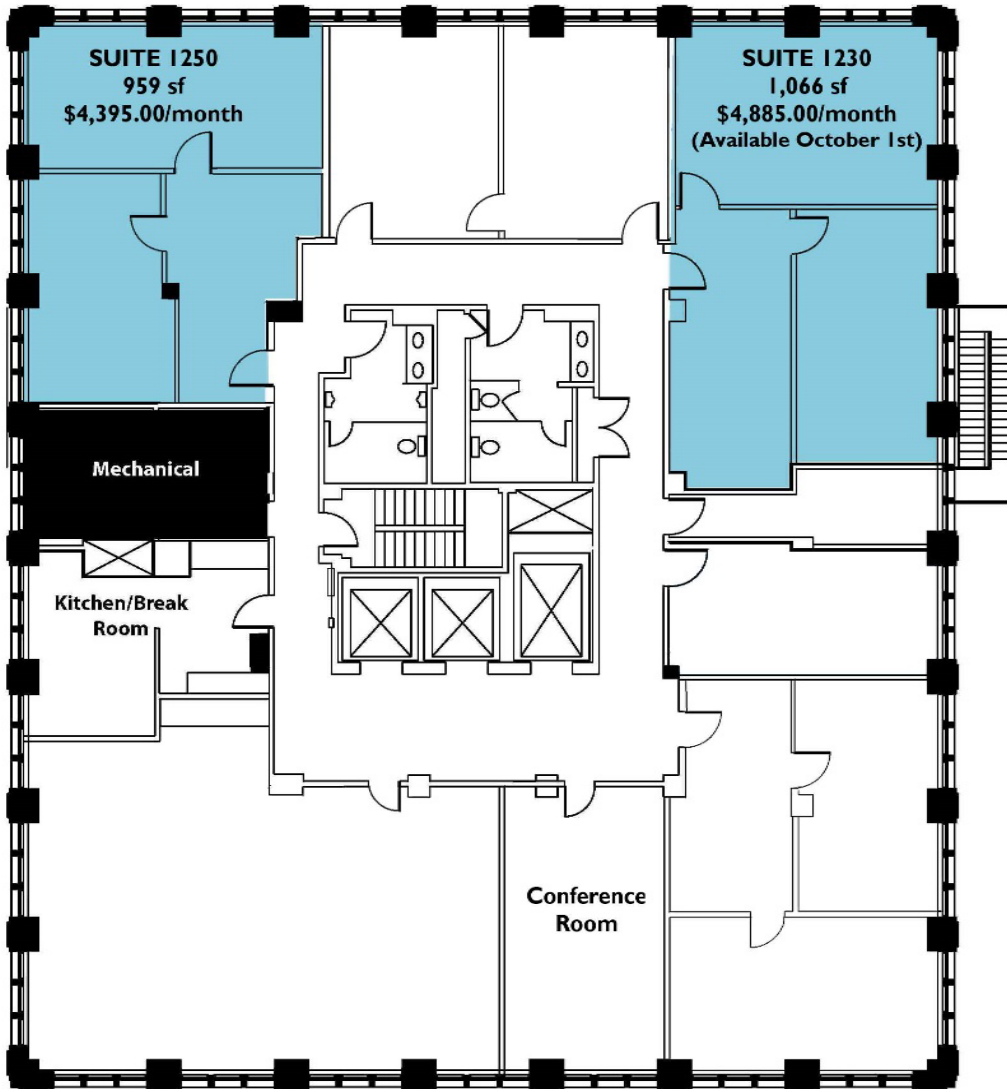 SUITE 1250
959 sf
$4,395.00/month
SUITE 1230
1,066 sf
$4,885.00/month
(Available October 1st)
Mechanical
Kitchen/Break
Room
Conference
Room